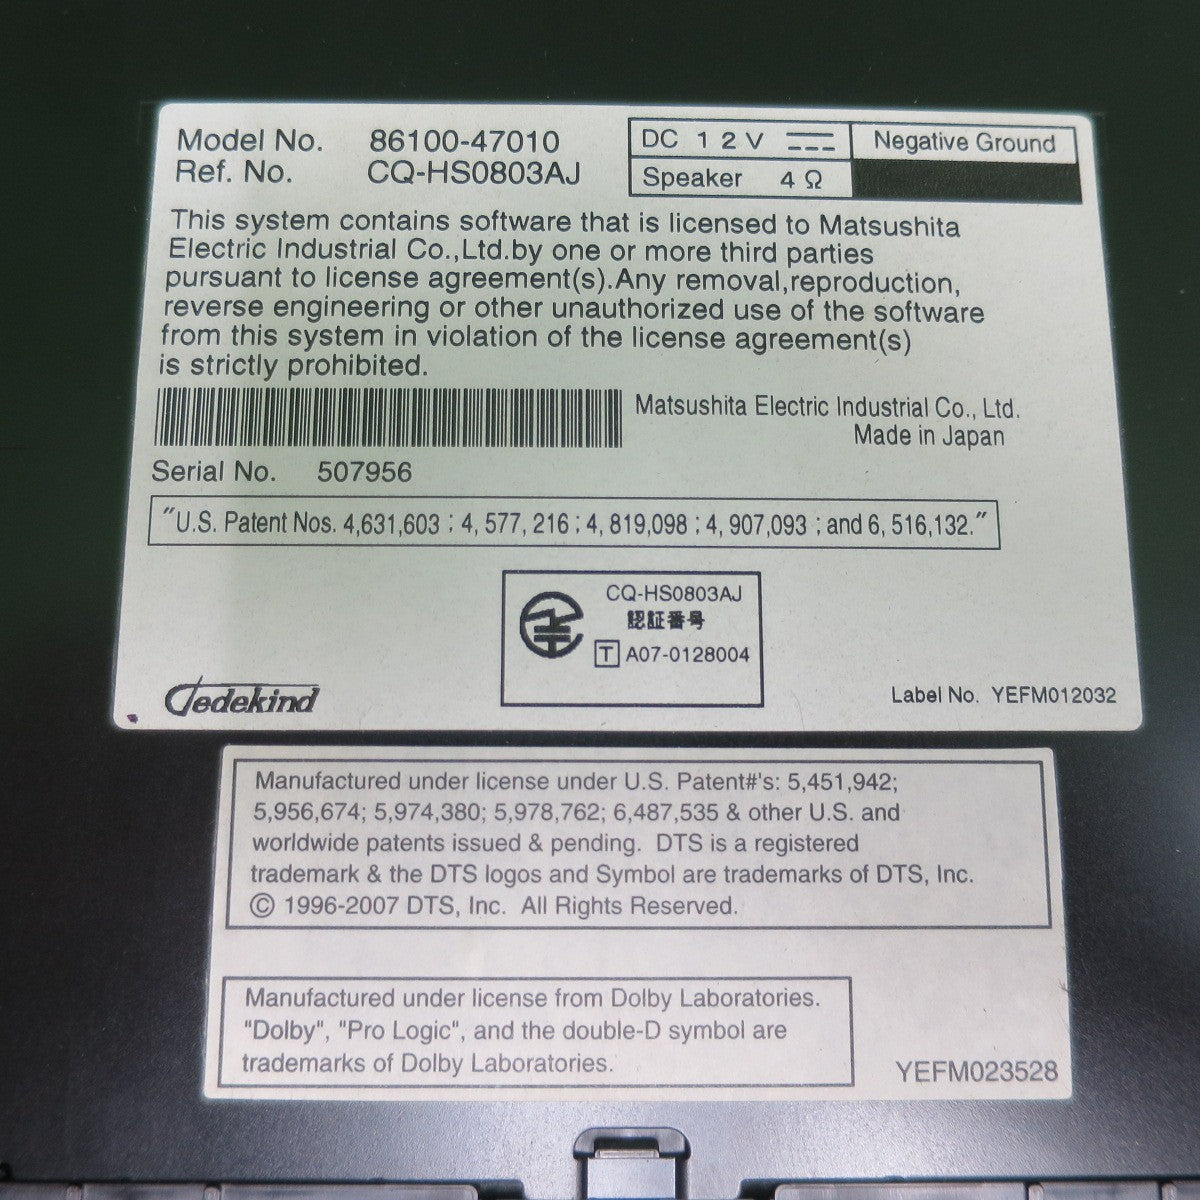 Model No. 86100-47010
Ref. No. CQ-HS0803AJ
DC 12V
Negative Ground
Speaker 4Ω
This system contains software that is licensed to Matsushita
Electric Industrial Co.,Ltd.by one or more third parties
pursuant to license agreement(s).Any removal,reproduction,
reverse engineering or other unauthorized use of the software
from this system in violation of the license agreement(s)
is strictly prohibited.
Matsushita Electric Industrial Co., Ltd.
Made in Japan
Serial No. 507956
"U.S. Patent Nos. 4,631,603 ; 4, 577, 216 ; 4, 819,098 ; 4, 907,093 ; and 6, 516,132."
CQ-HS0803AJ
認証番号
T A07-0128004
Gedekind
Label No. YEFM012032
Manufactured under license under U.S. Patent#'s: 5,451,942;
5,956,674; 5,974,380; 5,978,762; 6,487,535 & other U.S. and
worldwide patents issued & pending. DTS is a registered
trademark & the DTS logos and Symbol are trademarks of DTS, Inc.
© 1996-2007 DTS, Inc. All Rights Reserved.
Manufactured under license from Dolby Laboratories.
"Dolby", "Pro Logic", and the double-D symbol are
trademarks of Dolby Laboratories.
YEFM023528